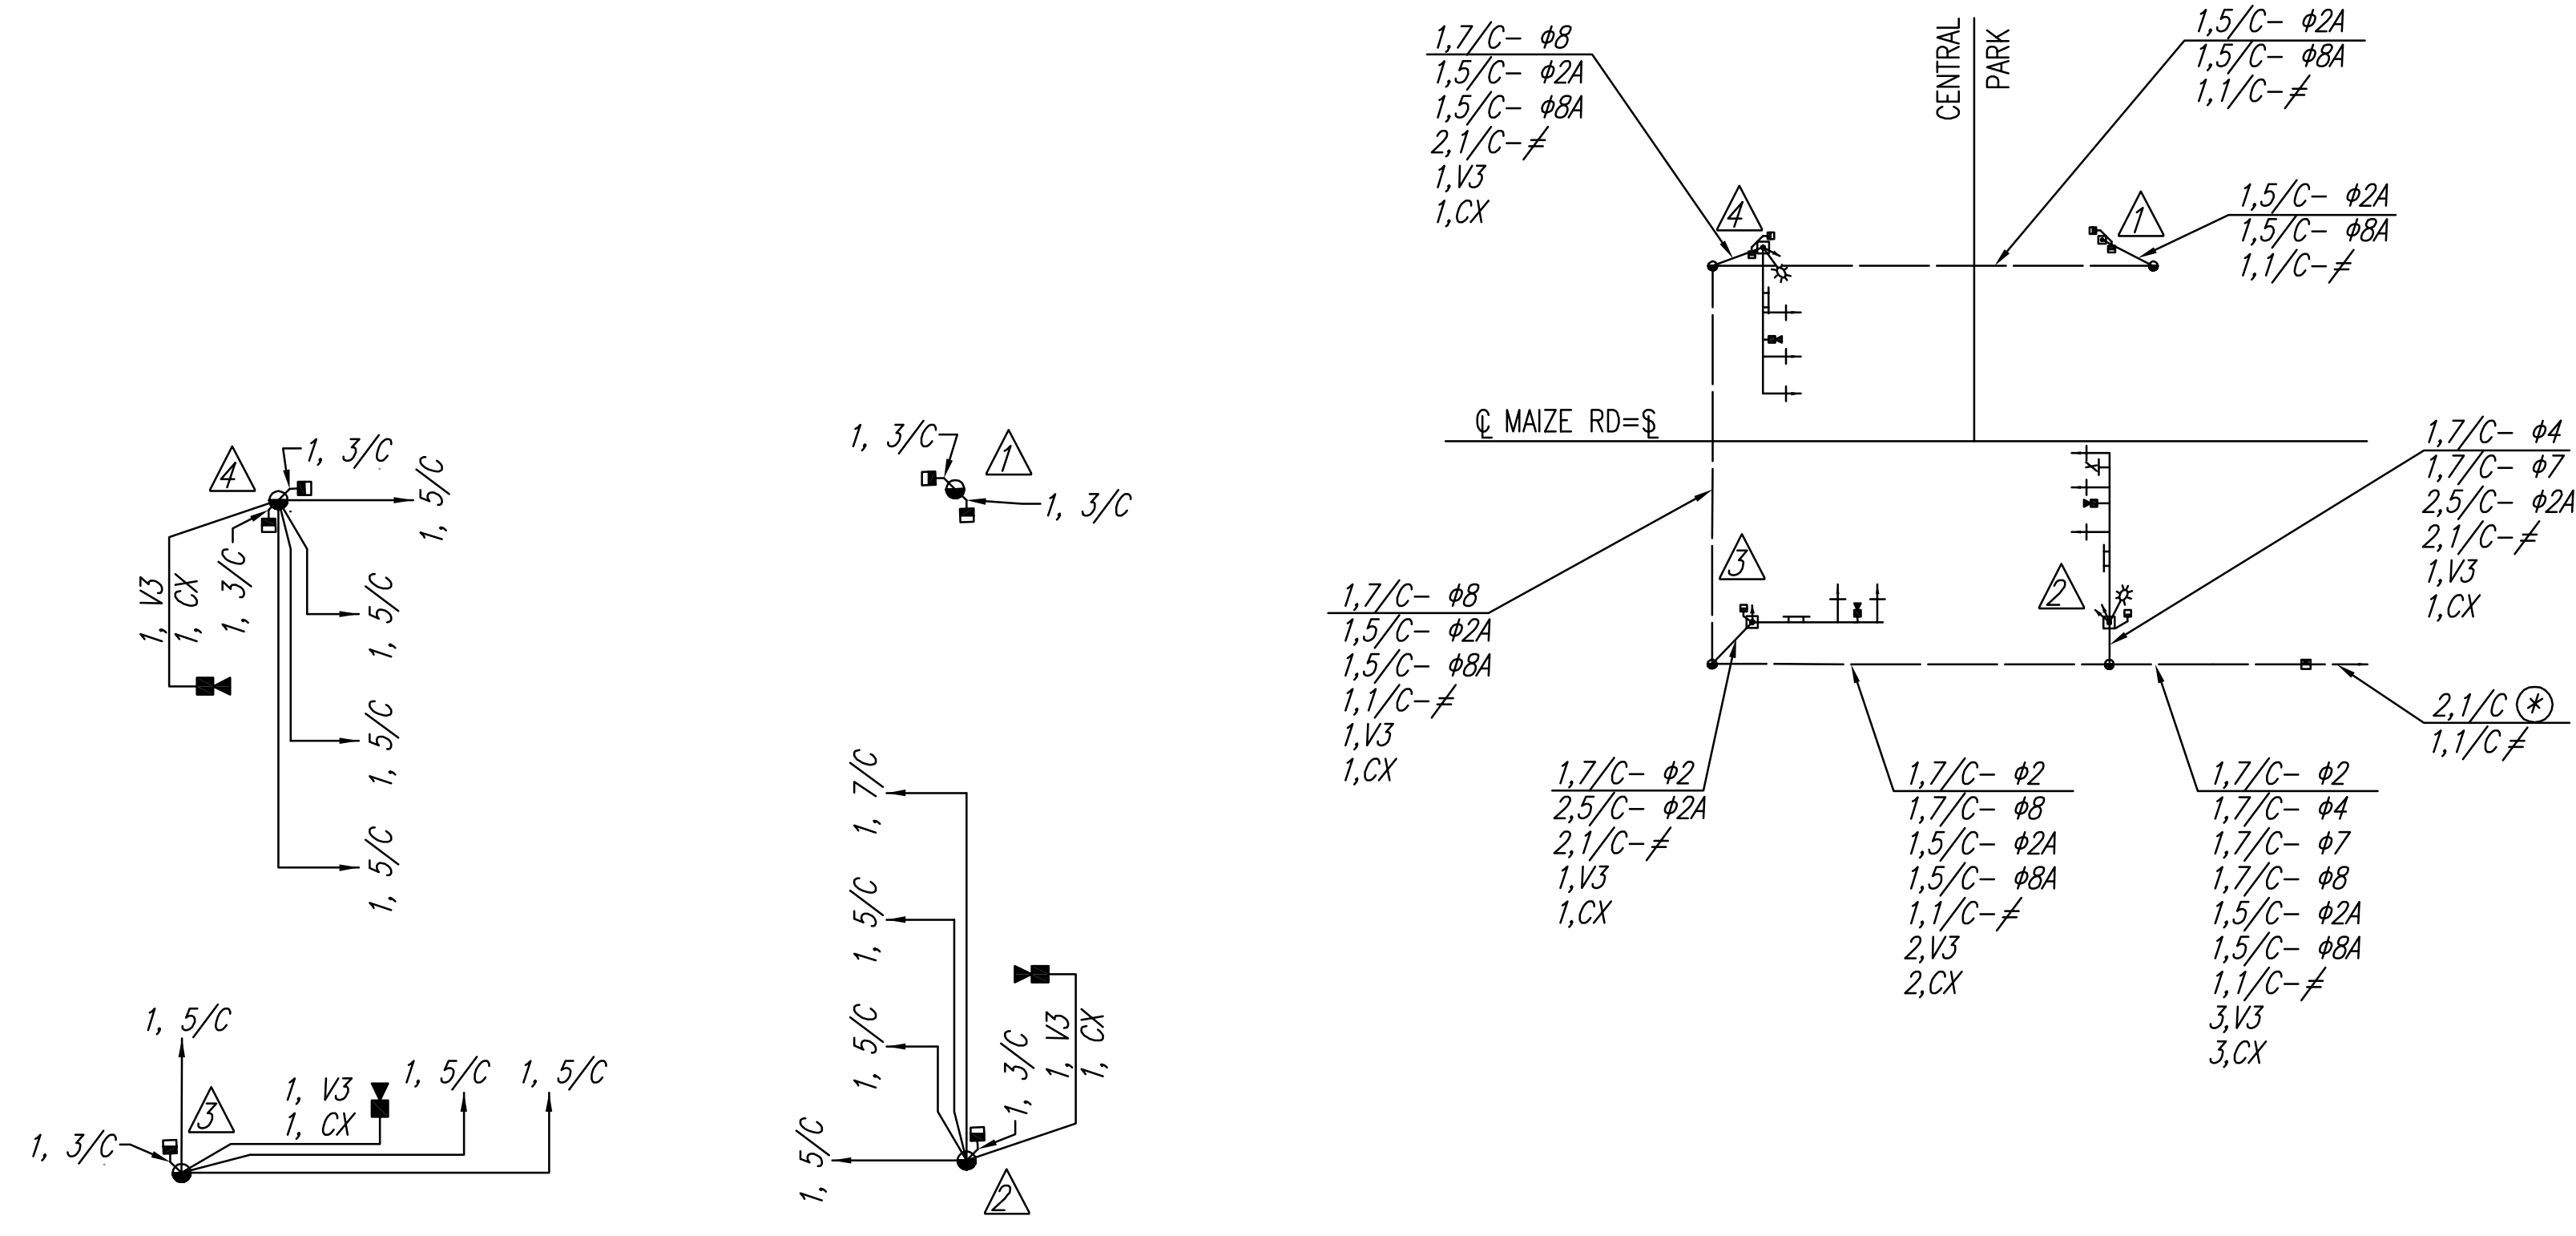 4
1, 3/C
1, 5/C
1, V3
1, CX
1, 3/C
1, 5/C
1, 5/C
1, 5/C
1, 3/C
1
1, 3/C
1, 5/C
3
1, 3/C
1, V3
1, CX
1, 5/C
1, 5/C
1, 7/C
1, 5/C
1, 5/C
1, 5/C
1, 3/C
1, V3
1, CX
2
1,7/C- ϕ8
1,5/C- ϕ2A
1,5/C- ϕ8A
2,1/C-≠
1,V3
1,CX
CENTRAL
PARK
1,5/C- ϕ2A
1,5/C- ϕ8A
1,1/C-≠
4
1
1,5/C- ϕ2A
1,5/C- ϕ8A
1,1/C-≠
℄ MAIZE RD=SL
1,7/C- ϕ4
1,7/C- ϕ7
2,5/C- ϕ2A
2,1/C-≠
1,V3
1,CX
3
2
1,7/C- ϕ8
1,5/C- ϕ2A
1,5/C- ϕ8A
1,1/C-≠
1,V3
1,CX
2,1/C *
1,1/C≠
1,7/C- ϕ2
2,5/C- ϕ2A
2,1/C-≠
1,V3
1,CX
1,7/C- ϕ2
1,7/C- ϕ8
1,5/C- ϕ2A
1,5/C- ϕ8A
1,1/C-≠
2,V3
2,CX
1,7/C- ϕ2
1,7/C- ϕ4
1,7/C- ϕ7
1,7/C- ϕ8
1,5/C- ϕ2A
1,5/C- ϕ8A
1,1/C-≠
3,V3
3,CX